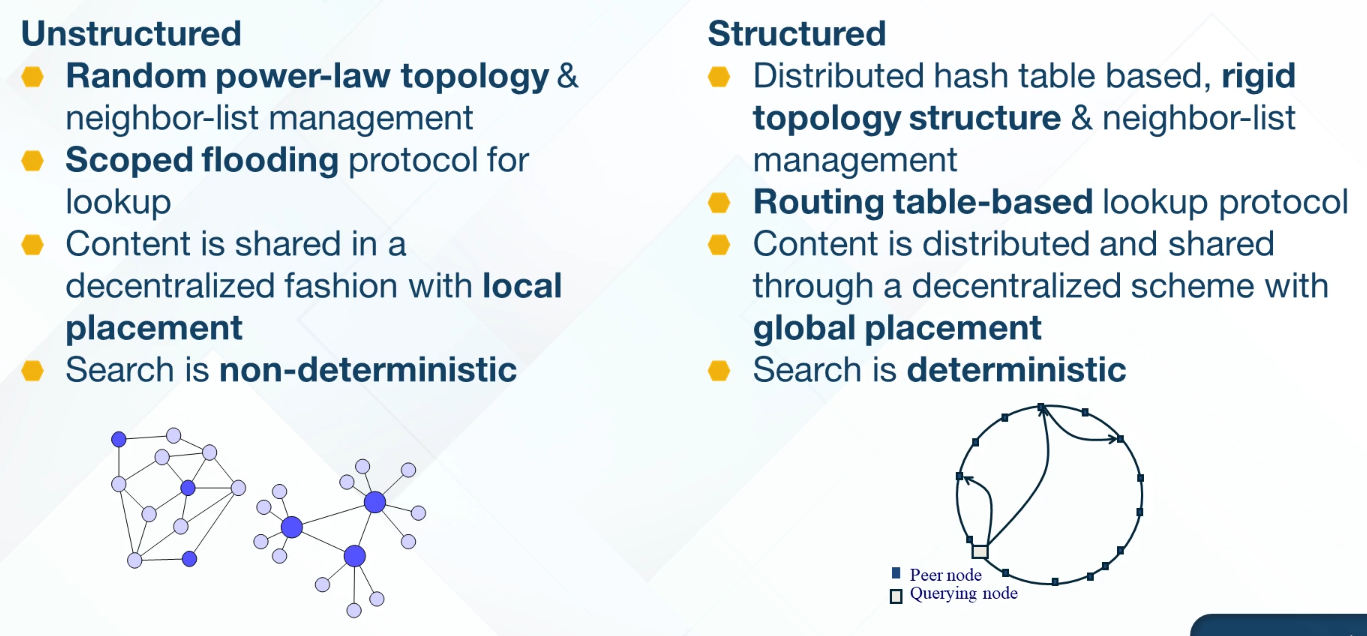 Unstructured
Random power-law topology &
neighbor-list management
Scoped flooding protocol for
lookup
Content is shared in a
decentralized fashion with local
placement
Search is non-deterministic
Structured
Distributed hash table based, rigid
topology structure & neighbor-list
management
Routing table-based lookup protocol
Content is distributed and shared
through a decentralized scheme with
global placement
Search is deterministic
Peer node
Querying node